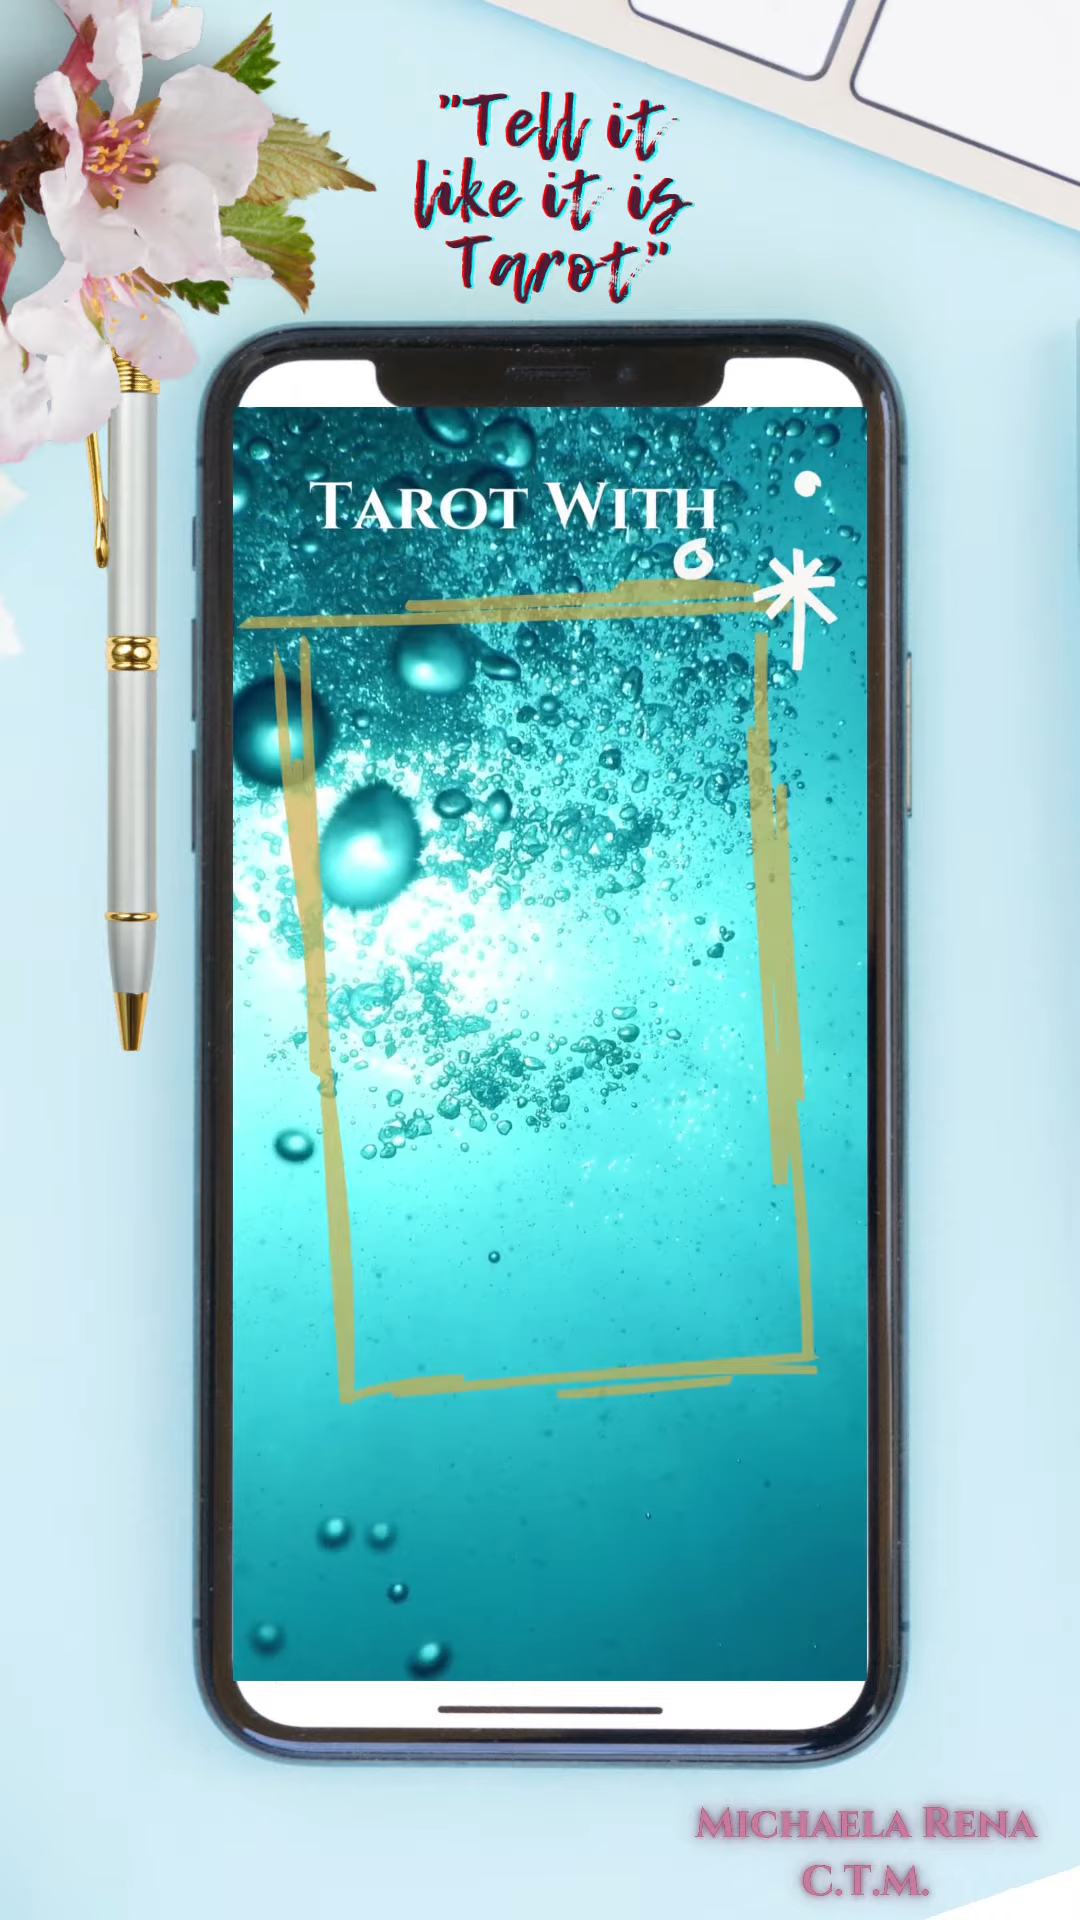 "Tell it
like it is
Tarot"
Tarot With
Michaela Rena
C.T.M.